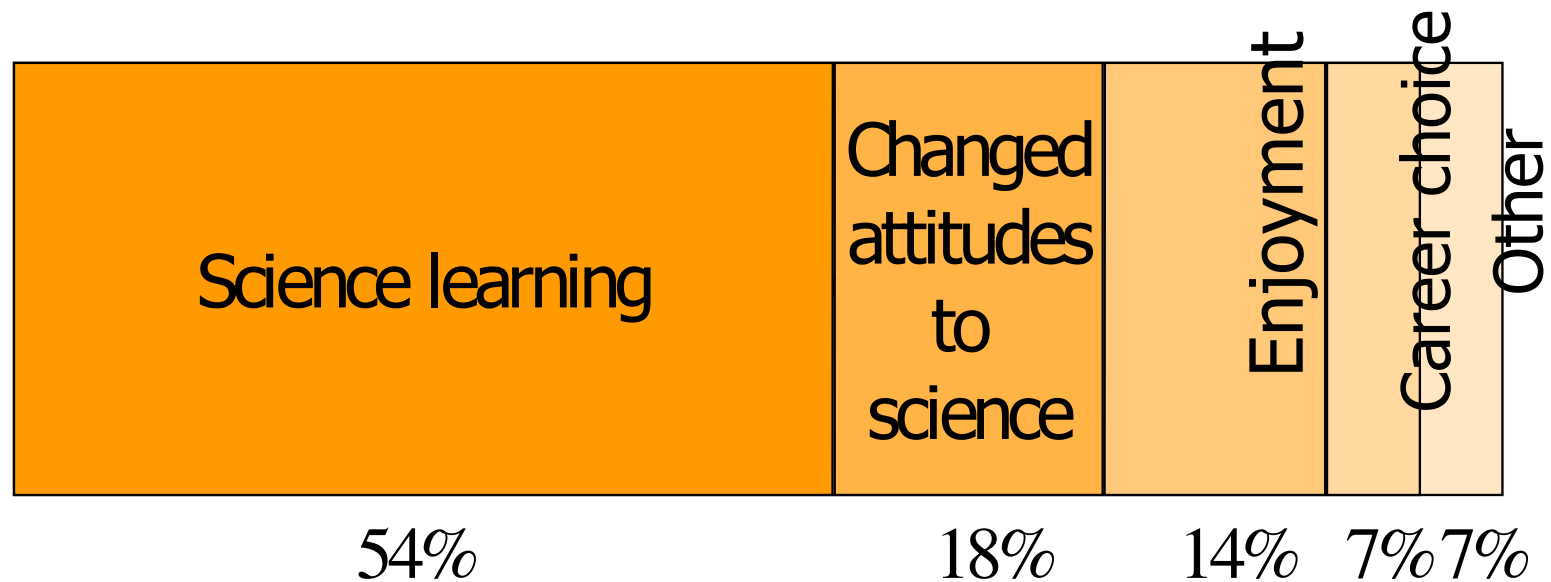 Science learning
Changed
attitudes
to
science
Enjoyment
Career choice
Other
54%
18%
14%
7%
7%